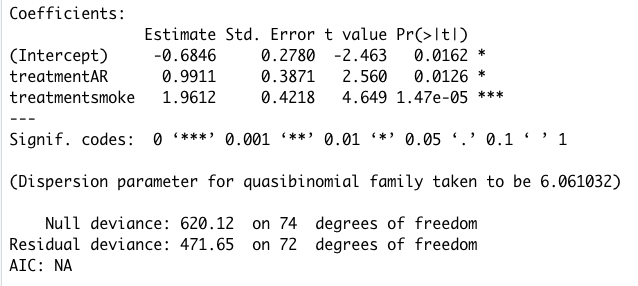 Coefficients:
               Estimate Std. Error t value Pr(>|t|)
(Intercept)     -0.6846     0.2780  -2.463   0.0162 *
treatmentAR      0.9911     0.3871   2.560   0.0126 *
treatmentsmoke   1.9612     0.4218   4.649 1.47e-05 ***
---
Signif. codes:  0 ‘***’ 0.001 ‘**’ 0.01 ‘*’ 0.05 ‘.’ 0.1 ‘ ’ 1
(Dispersion parameter for quasibinomial family taken to be 6.061032)
    Null deviance: 620.12  on 74  degrees of freedom
Residual deviance: 471.65  on 72  degrees of freedom
AIC: NA